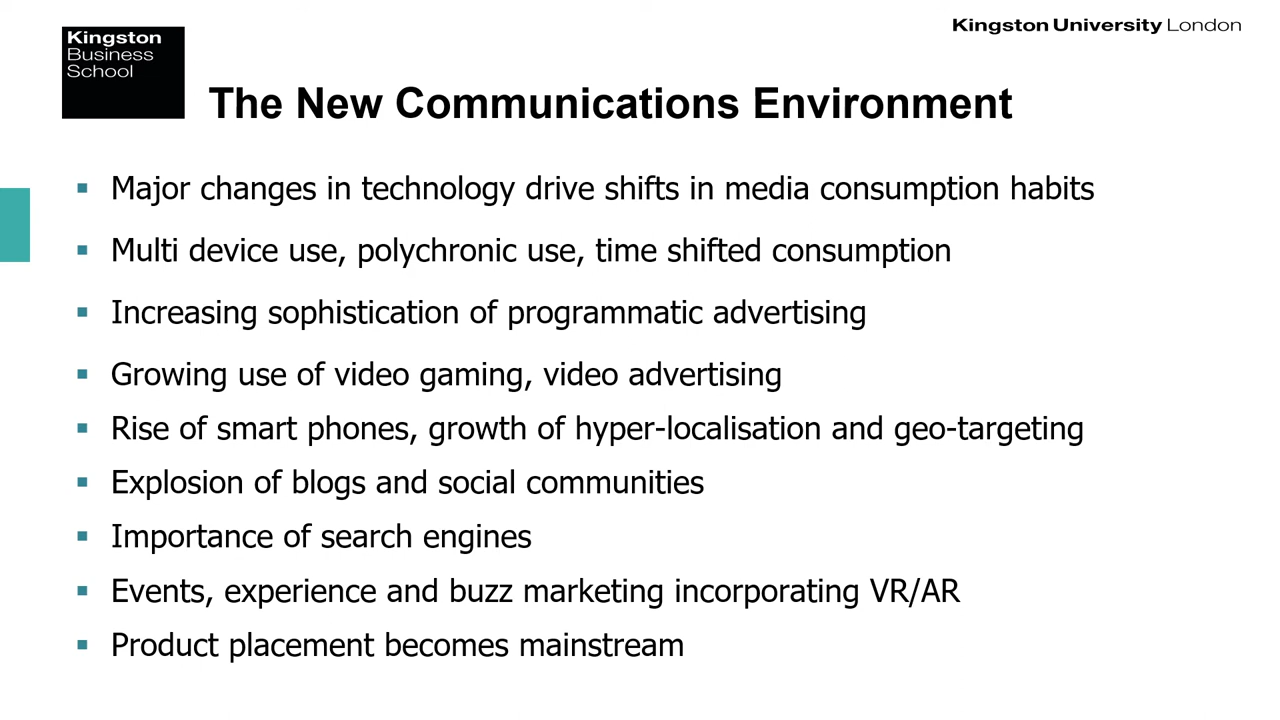 Kingston
Business
School
Kingston University London
The New Communications Environment
▪ Major changes in technology drive shifts in media consumption habits
▪ Multi device use, polychronic use, time shifted consumption
▪ Increasing sophistication of programmatic advertising
▪ Growing use of video gaming, video advertising
▪ Rise of smart phones, growth of hyper-localisation and geo-targeting
▪ Explosion of blogs and social communities
▪ Importance of search engines
▪ Events, experience and buzz marketing incorporating VR/AR
▪ Product placement becomes mainstream